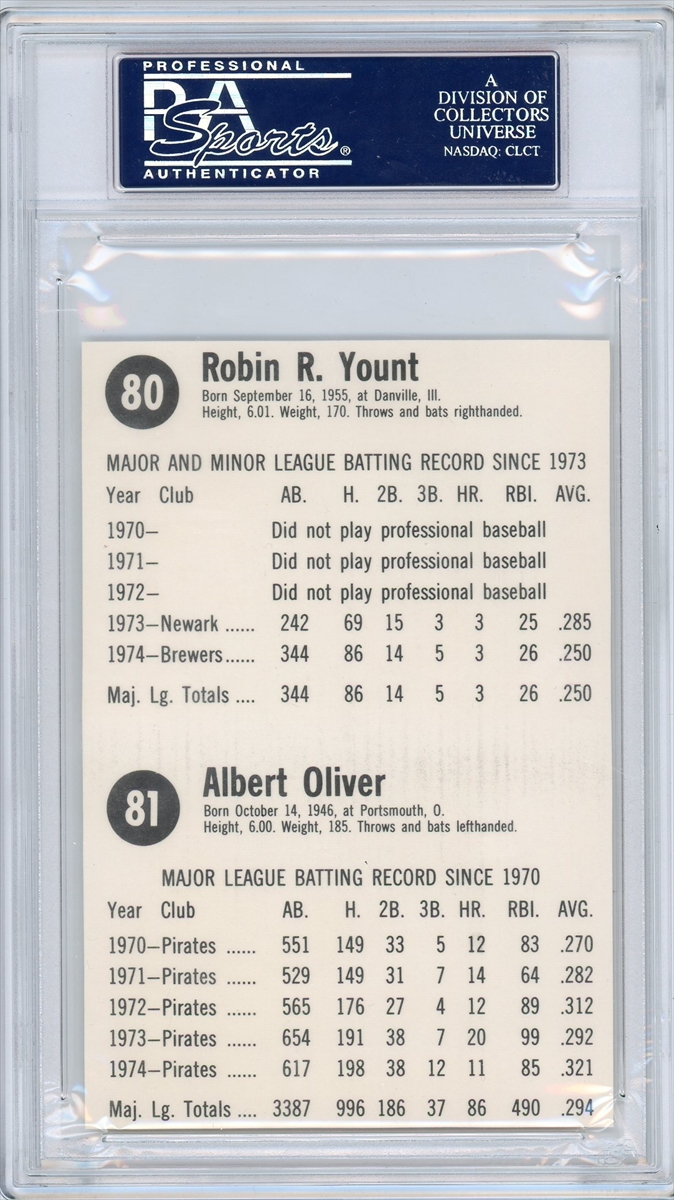 PROFESSIONAL
PSA
Sports®
AUTHENTICATOR
A
DIVISION OF
COLLECTORS
UNIVERSE
NASDAQ: CLCT
80 Robin R. Yount
Born September 16, 1955, at Danville, Ill.
Height, 6.01. Weight, 170. Throws and bats righthanded.
MAJOR AND MINOR LEAGUE BATTING RECORD SINCE 1973
Year Club AB. H. 2B. 3B. HR. RBI. AVG.
1970— Did not play professional baseball
1971— Did not play professional baseball
1972— Did not play professional baseball
1973—Newark ...... 242 69 15 3 3 25 .285
1974—Brewers...... 344 86 14 5 3 26 .250
Maj. Lg. Totals .... 344 86 14 5 3 26 .250
81 Albert Oliver
Born October 14, 1946, at Portsmouth, O.
Height, 6.00. Weight, 185. Throws and bats lefthanded.
MAJOR LEAGUE BATTING RECORD SINCE 1970
Year Club AB. H. 2B. 3B. HR. RBI. AVG.
1970—Pirates ...... 551 149 33 5 12 83 .270
1971—Pirates ...... 529 149 31 7 14 64 .282
1972—Pirates ...... 565 176 27 4 12 89 .312
1973—Pirates ...... 654 191 38 7 20 99 .292
1974—Pirates ...... 617 198 38 12 11 85 .321
Maj. Lg. Totals .... 3387 996 186 37 86 490 .294